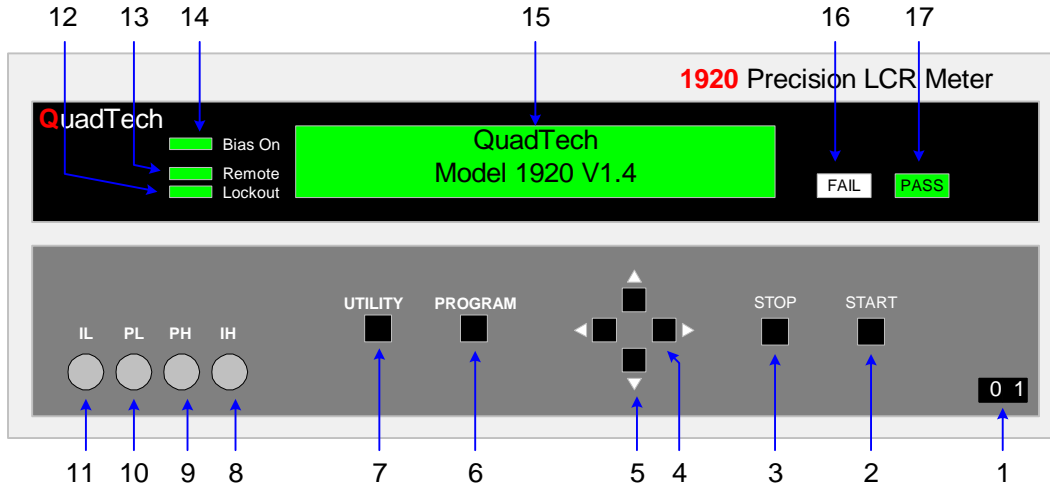 12 13 14 15 16 17
1920 Precision LCR Meter
QuadTech
Bias On
Remote
Lockout
QuadTech
Model 1920 V1.4
FAIL PASS
UTILITY PROGRAM STOP START
IL PL PH IH
0 1
11 10 9 8 7 6 5 4 3 2 1